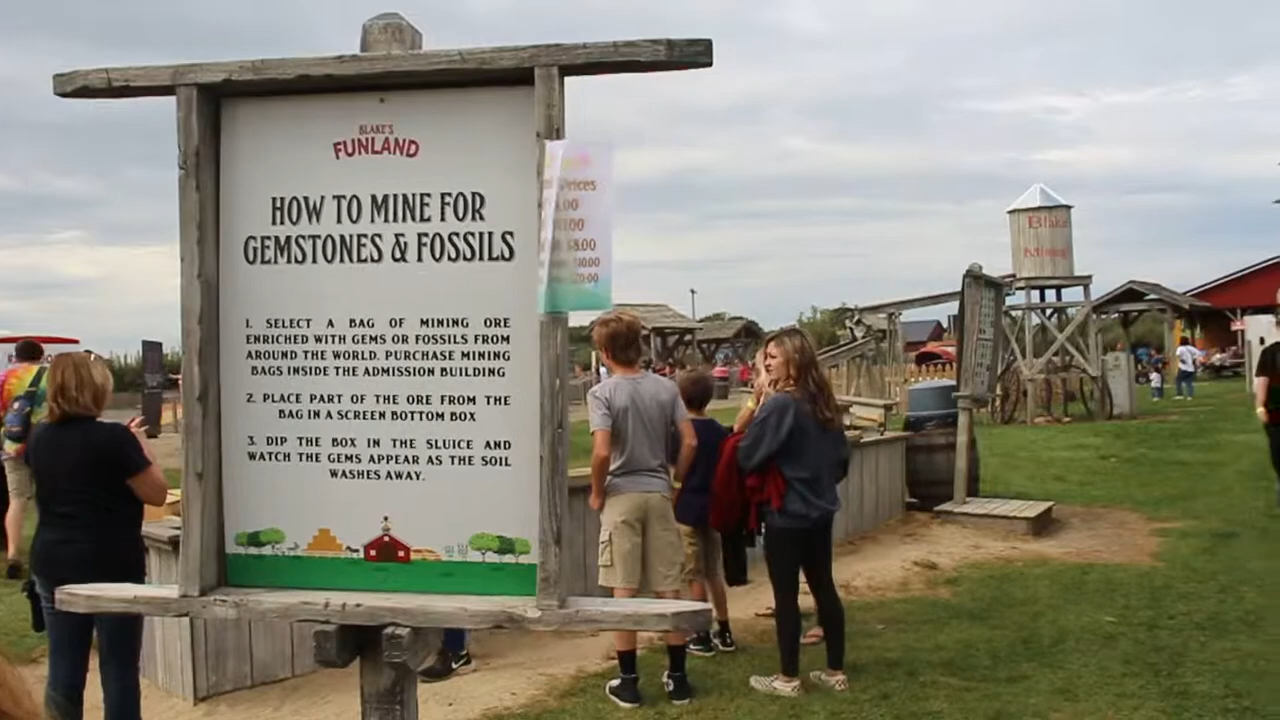 BLAKE'S
FUNLAND
HOW TO MINE FOR
GEMSTONES & FOSSILS
1. SELECT A BAG OF MINING ORE
ENRICHED WITH GEMS OR FOSSILS FROM
AROUND THE WORLD. PURCHASE MINING
BAGS INSIDE THE ADMISSION BUILDING
2. PLACE PART OF THE ORE FROM THE
BAG IN A SCREEN BOTTOM BOX
3. DIP THE BOX IN THE SLUICE AND
WATCH THE GEMS APPEAR AS THE SOIL
WASHES AWAY.
Prices
$8.00
Blake
Mining